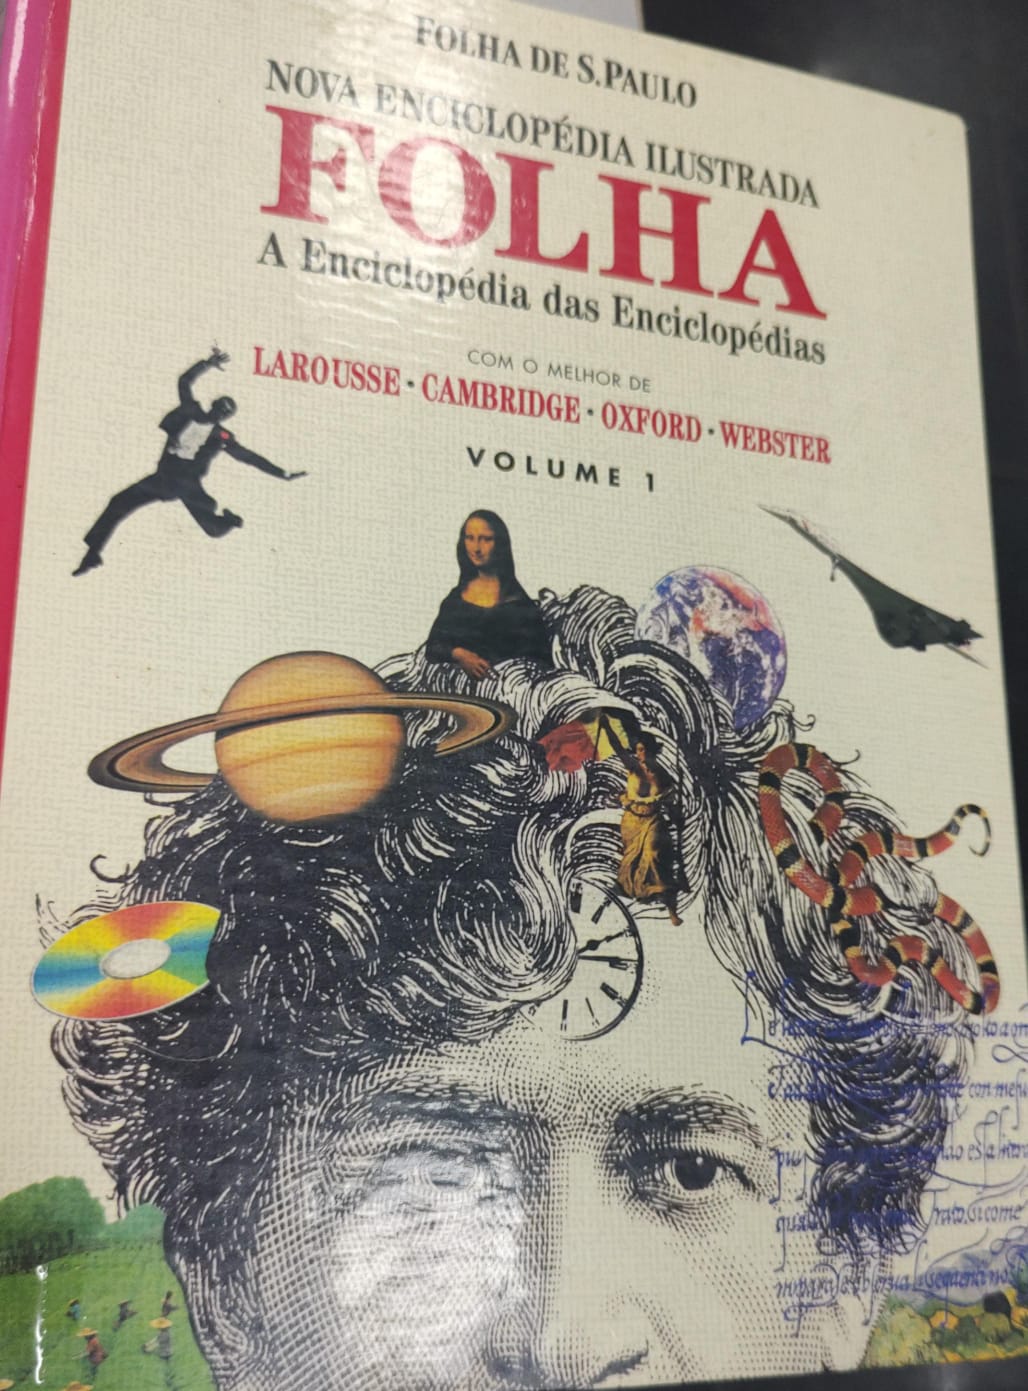 FOLHA DE S.PAULO
NOVA ENCICLOPÉDIA ILUSTRADA
FOLHA
A Enciclopédia das Enciclopédias
COM O MELHOR DE
LAROUSSE · CAMBRIDGE · OXFORD · WEBSTER
VOLUME 1